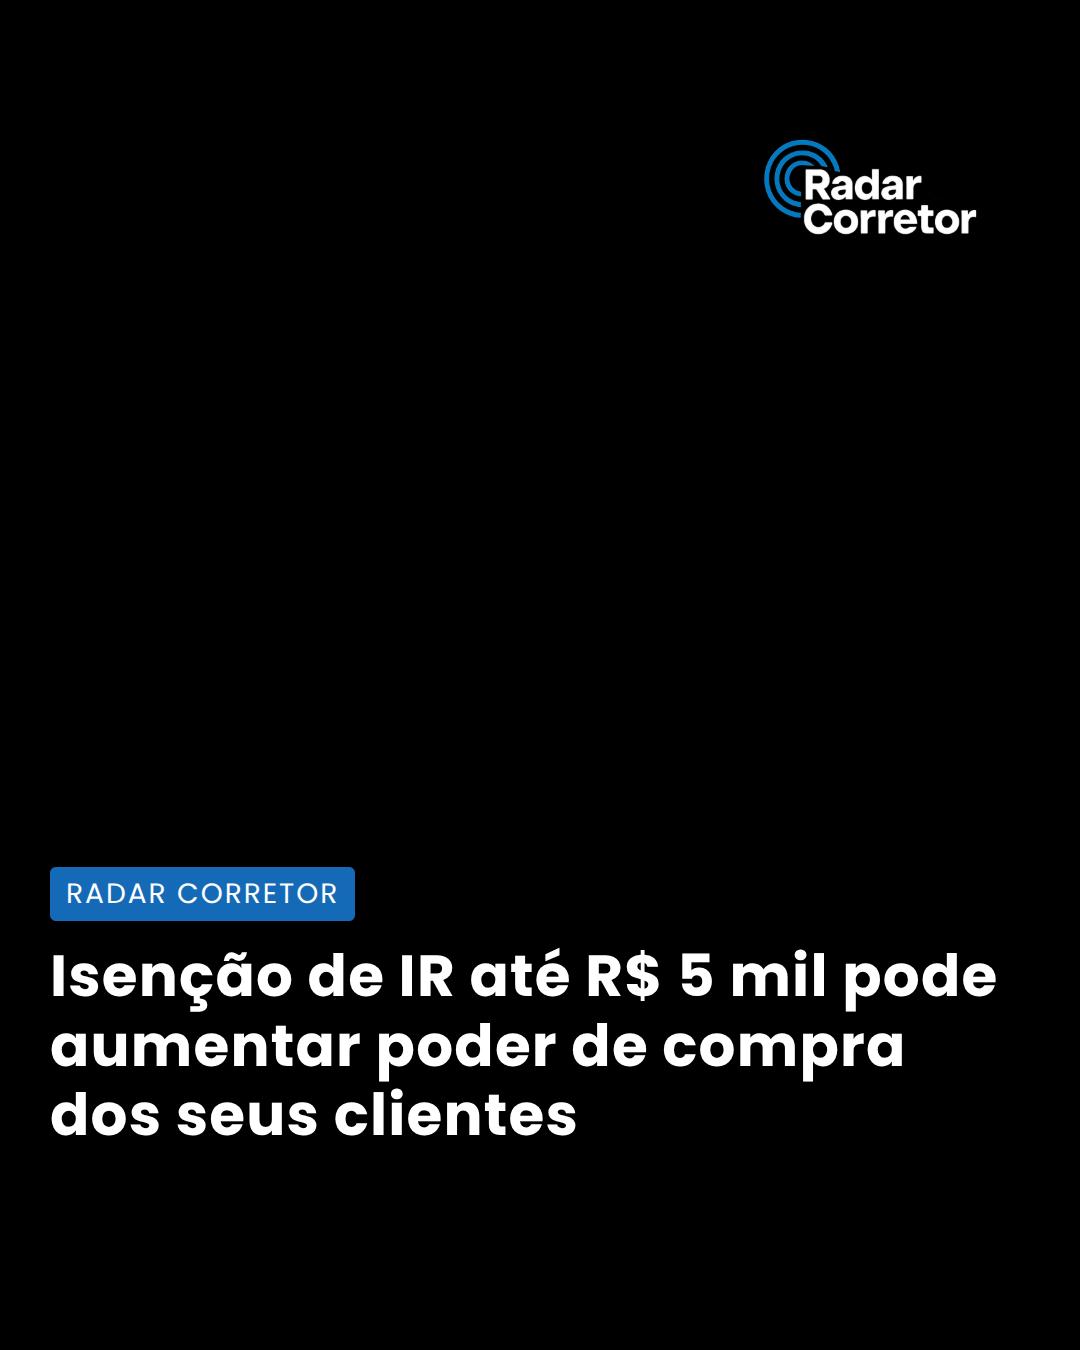 Radar
Corretor
RADAR CORRETOR
Isenção de IR até R$ 5 mil pode
aumentar poder de compra
dos seus clientes